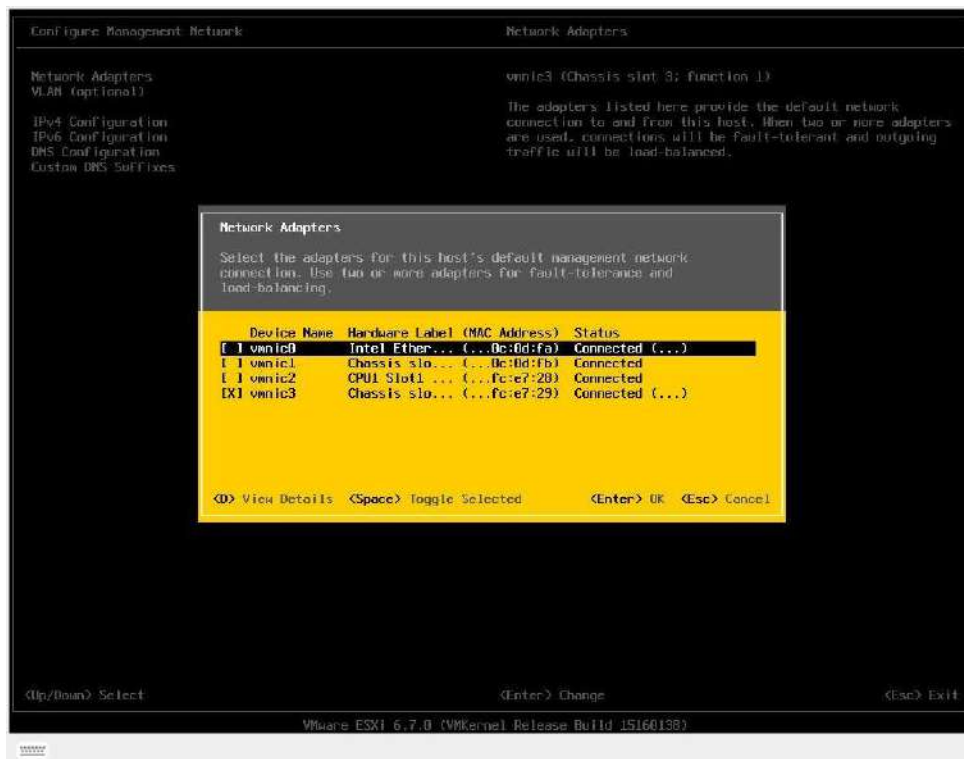 Configure Management Network
Network Adapters
Network Adapters
VLAN (optional)
IPv4 Configuration
IPv6 Configuration
DNS Configuration
Custom DNS Suffixes
vmnic3 (Chassis slot 3; function 1)
The adapters listed here provide the default network
connection to and from this host. When two or more adapters
are used, connections will be fault-tolerant and outgoing
traffic will be load-balanced.
Network Adapters
Select the adapters for this host's default management network
connection. Use two or more adapters for fault-tolerance and
load-balancing.
Device Name Hardware Label (MAC Address) Status
[ ] vmnic0 Intel Ether... (...0c:0d:fa) Connected (...)
[ ] vmnic1 Chassis slo... (...0c:0d:fb) Connected
[ ] vmnic2 CPU1 Slot1 ... (...fc:e7:28) Connected
[X] vmnic3 Chassis slo... (...fc:e7:29) Connected (...)
<D> View Details <Space> Toggle Selected <Enter> OK <Esc> Cancel
<Up/Down> Select <Enter> Change <Esc> Exit
VMware ESXi 6.7.0 (VMKernel Release Build 15160138)